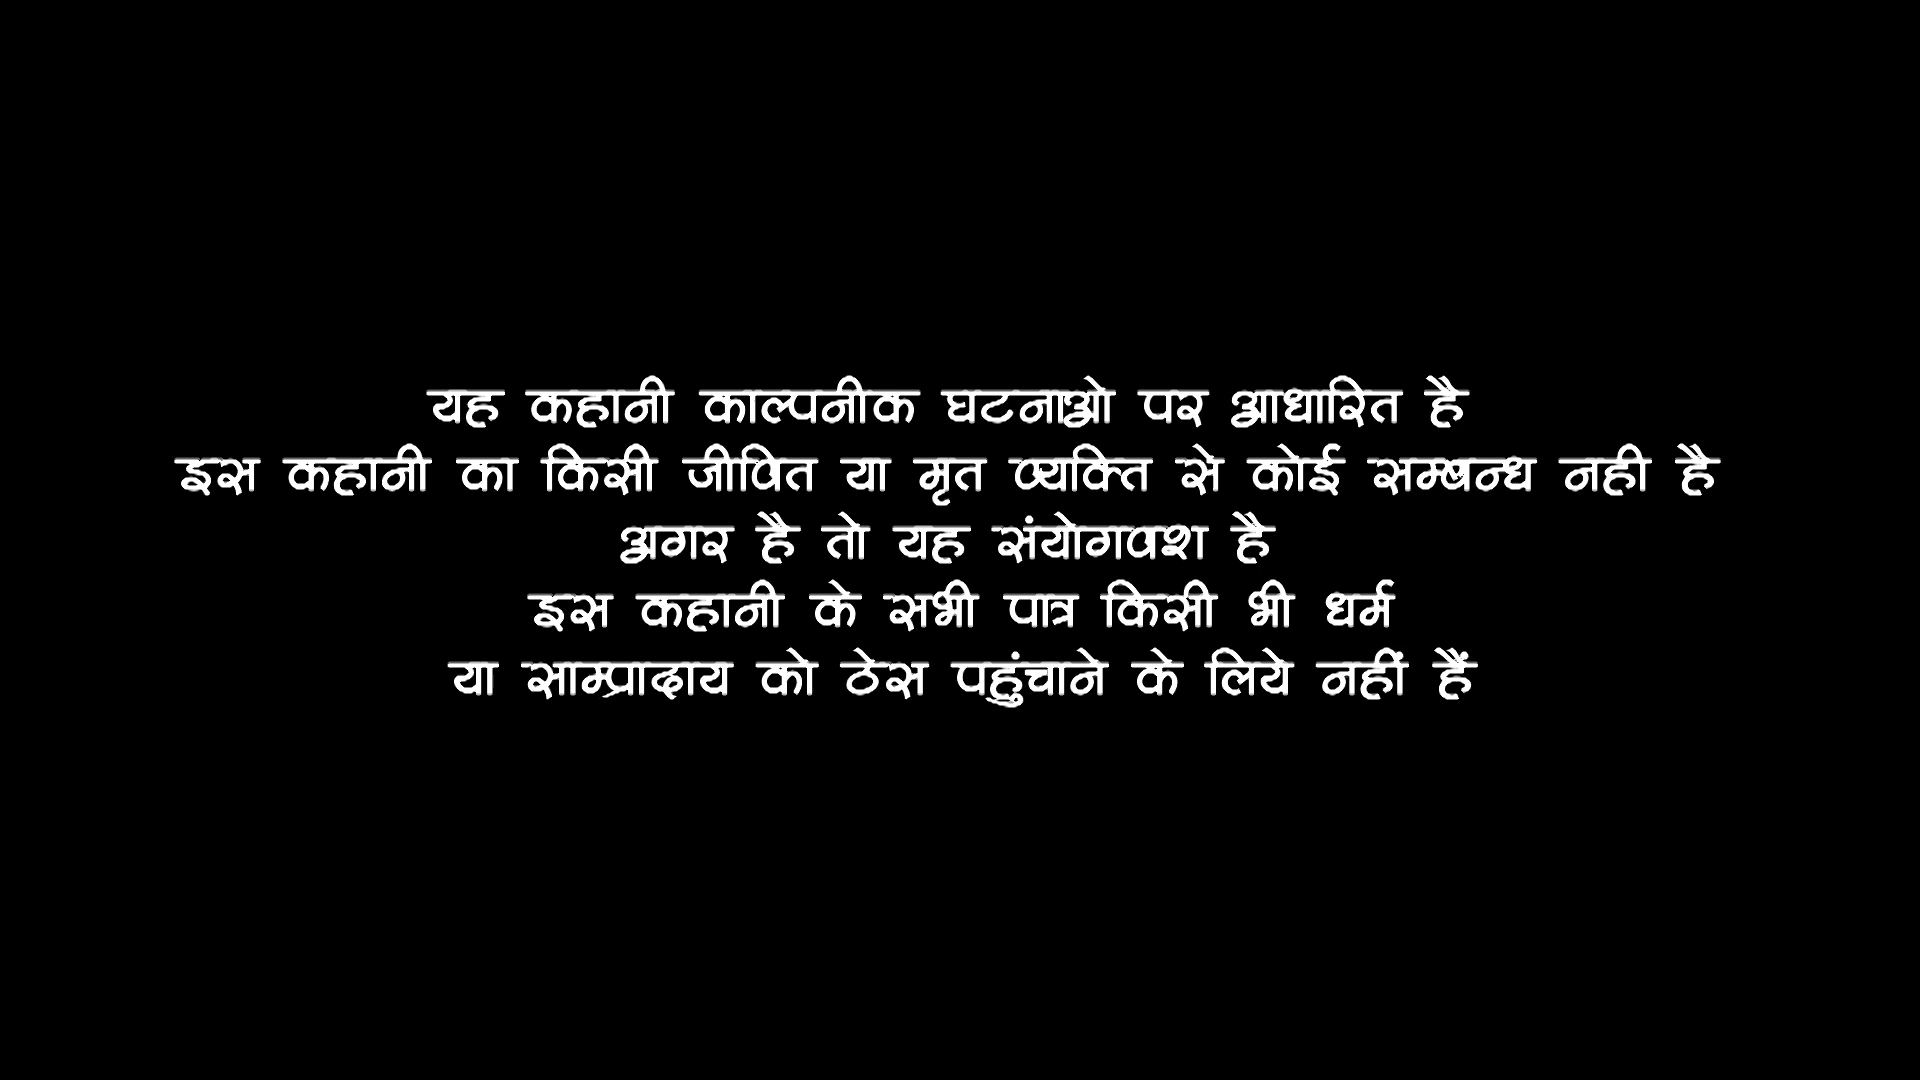 यह कहानी काल्पनीक घटनाओ पर आधारित है
इस कहानी का किसी जीवित या मृत व्यक्ति से कोई सम्बन्ध नही है
अगर है तो यह संयोगवश है
इस कहानी के सभी पात्र किसी भी धर्म
या साम्प्रादाय को ठेस पहुंचाने के लिये नहीं हैं